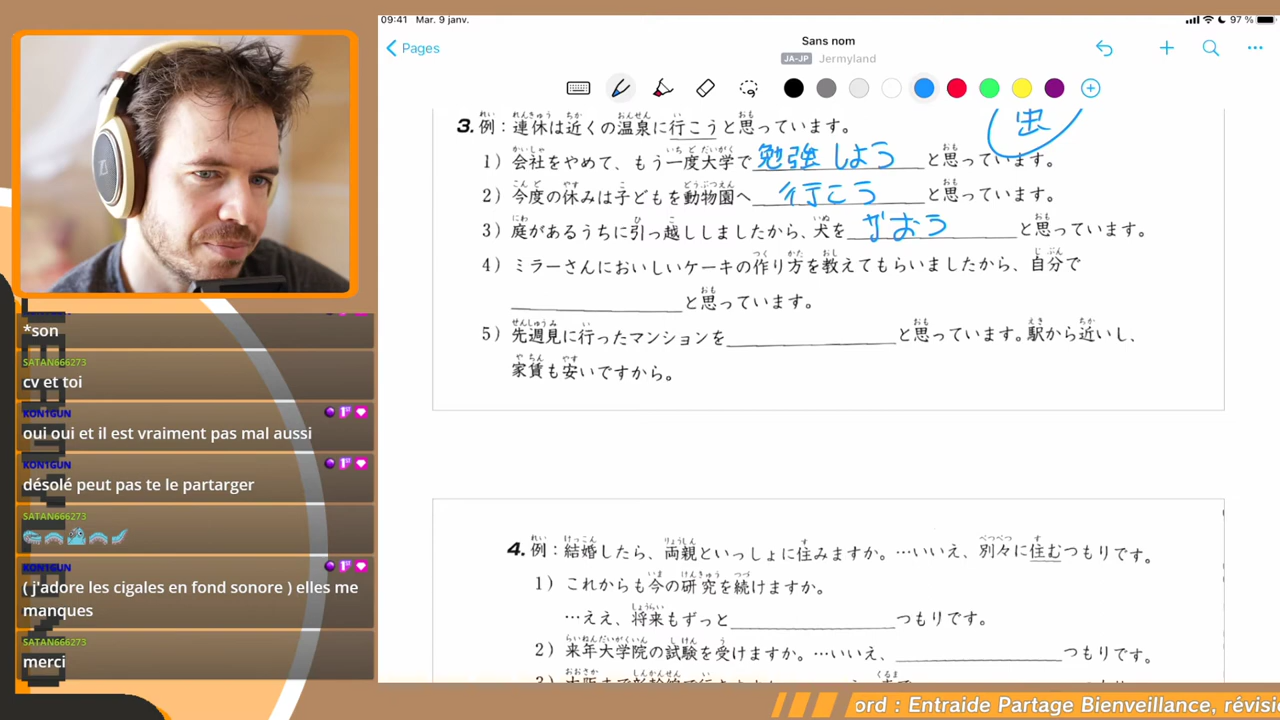 09:41 Mar. 9 janv.
97 %
Pages
Sans nom
JA-JP Jermyland
虫
3. 例：連休は近くの温泉に行こうと思っています。
1) 会社をやめて、もう一度大学で 勉強しよう と思っています。
2) 今度の休みは子どもを動物園へ 行こう と思っています。
3) 庭があるうちに引っ越ししましたから、犬を がおう と思っています。
4) ミラーさんにおいしいケーキの作り方を教えてもらいましたから、自分で
と思っています。
5) 先週見に行ったマンションを と思っています。駅から近いし、
家賃も安いですから。
4. 例：結婚したら、両親といっしょに住みますか。…いいえ、別々に住むつもりです。
1) これからも今の研究を続けますか。
…ええ、将来もずっと つもりです。
2) 来年大学院の試験を受けますか。…いいえ、 つもりです。
KON1GUN
*son
SATAN666273
cv et toi
KON1GUN
oui oui et il est vraiment pas mal aussi
KON1GUN
désolé peut pas te le partarger
SATAN666273
KON1GUN
( j'adore les cigales en fond sonore ) elles me
manques
SATAN666273
merci
ord : Entraide Partage Bienveillance, révisi